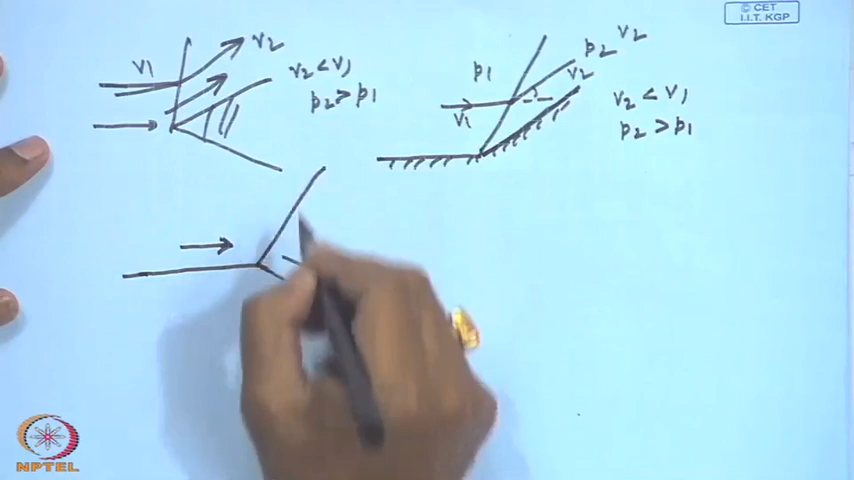 © CET
I.I.T. KGP
V1
V2
V2 < V1
p2 > p1
p1
p2 V2
V2
V1
V2 < V1
p2 > p1
NPTEL